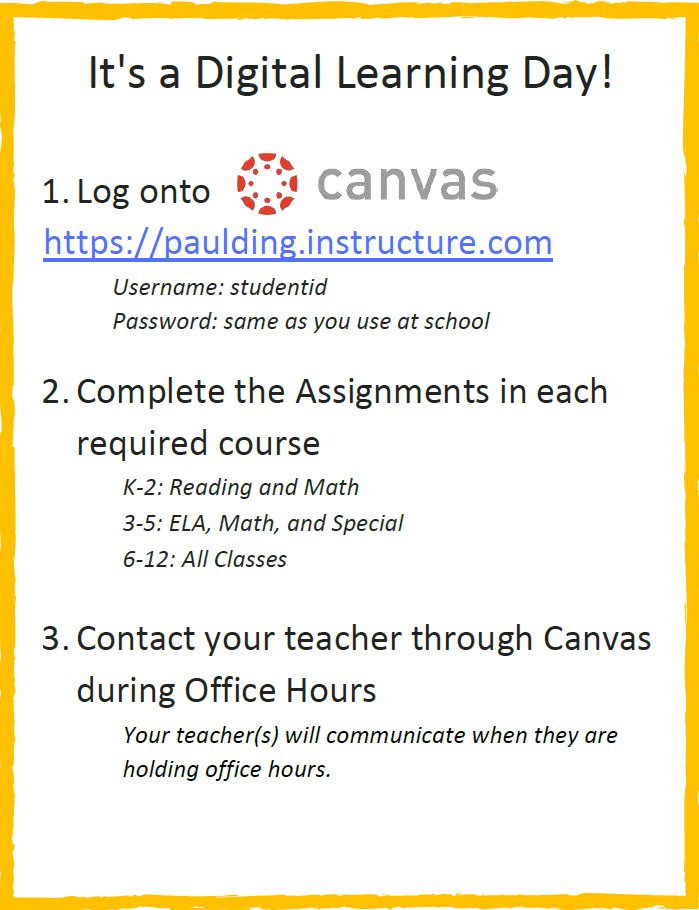 It's a Digital Learning Day!
1. Log onto canvas
https://paulding.instructure.com
Username: studentid
Password: same as you use at school
2. Complete the Assignments in each
required course
K-2: Reading and Math
3-5: ELA, Math, and Special
6-12: All Classes
3. Contact your teacher through Canvas
during Office Hours
Your teacher(s) will communicate when they are
holding office hours.